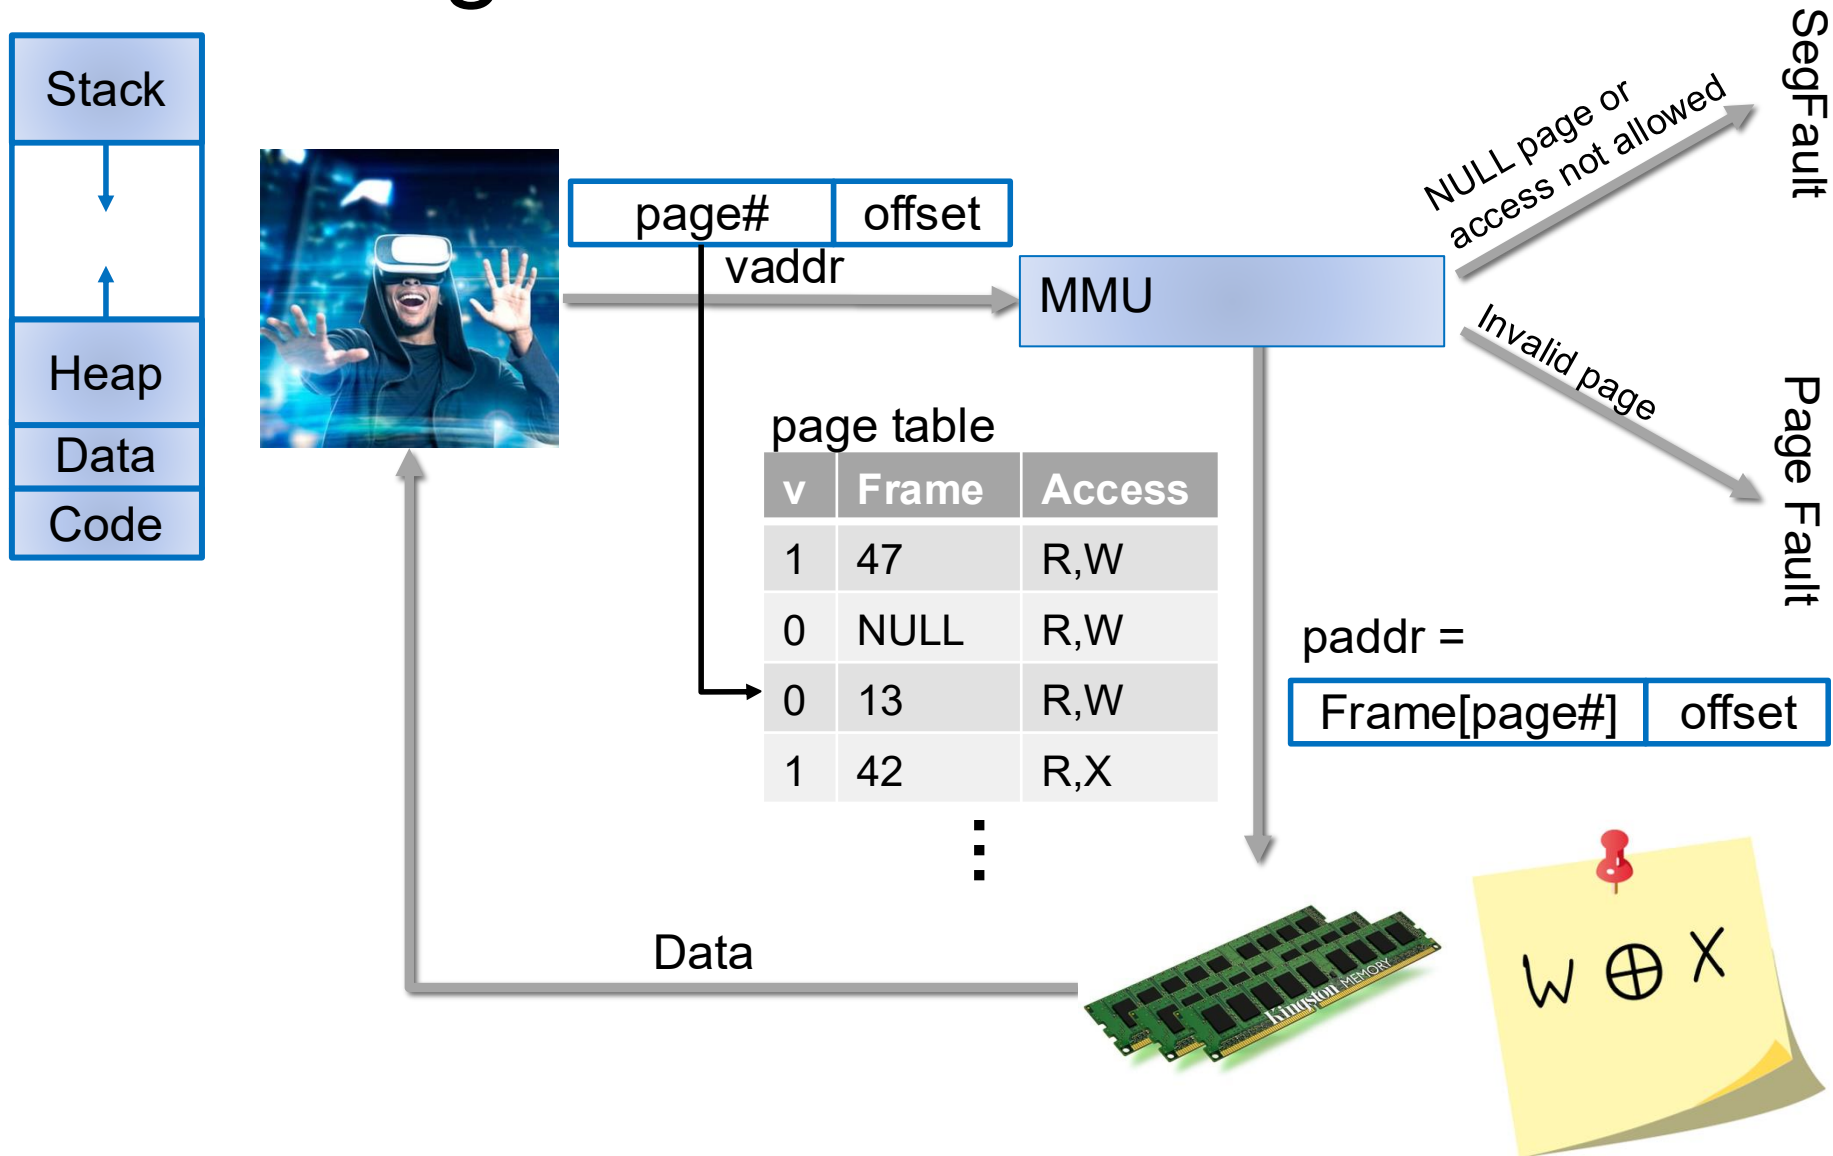 Stack
Heap
Data
Code
page# offset
vaddr
MMU
NULL page or
access not allowed
SegFault
Invalid page
Page Fault
page table
v Frame Access
1 47 R,W
0 NULL R,W
0 13 R,W
1 42 R,X
paddr =
Frame[page#] offset
Data
Kingston MEMORY
W ⊕ X